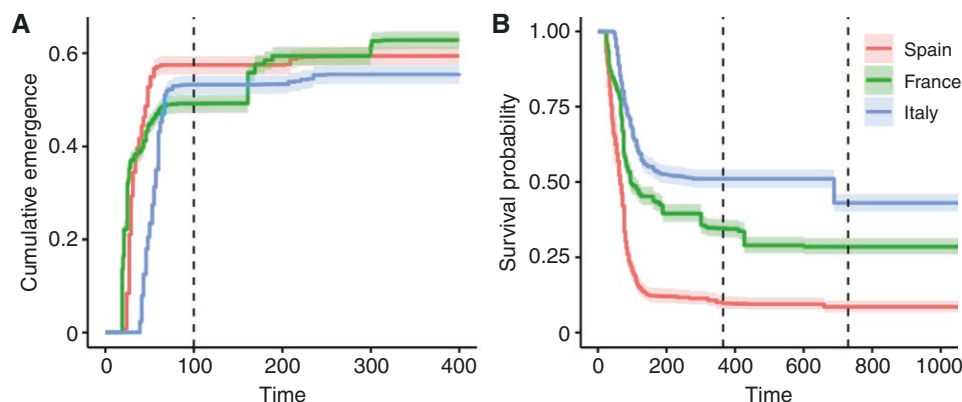 A
Cumulative emergence
0.6
0.4
0.2
0
0
100
200
300
400
Time
B
Survival probability
1.00
0.75
0.50
0.25
0
0
200
400
600
800
1000
Time
Spain
France
Italy